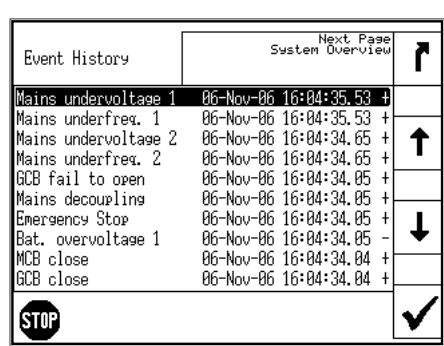 Next Page
System Overview
Event History
Mains undervoltage 1 06-Nov-06 16:04:35.53 +
Mains underfreq. 1 06-Nov-06 16:04:35.53 +
Mains undervoltage 2 06-Nov-06 16:04:34.65 +
Mains underfreq. 2 06-Nov-06 16:04:34.65 +
GCB fail to open 06-Nov-06 16:04:34.05 +
Mains decoupling 06-Nov-06 16:04:34.05 +
Emergency Stop 06-Nov-06 16:04:34.05 +
Bat. overvoltage 1 06-Nov-06 16:04:34.05 -
MCB close 06-Nov-06 16:04:34.04 +
GCB close 06-Nov-06 16:04:34.04 +
STOP